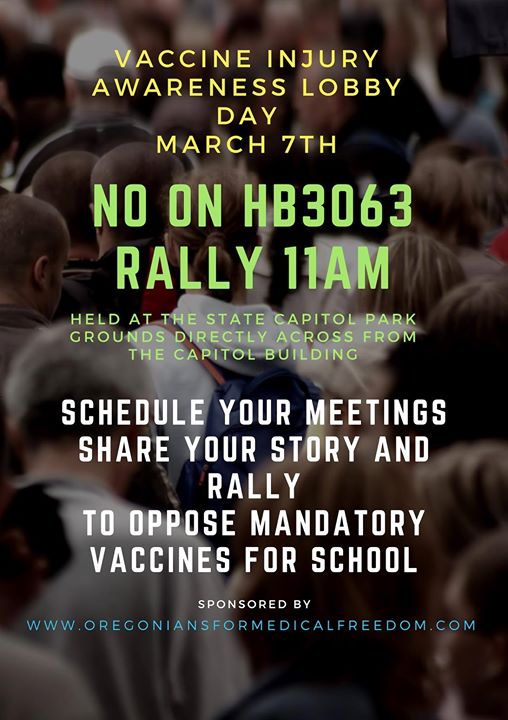 VACCINE INJURY
AWARENESS LOBBY
DAY
MARCH 7TH
NO ON HB3063
RALLY 11AM
HELD AT THE STATE CAPITOL PARK
GROUNDS DIRECTLY ACROSS FROM
THE CAPITOL BUILDING
SCHEDULE YOUR MEETINGS
SHARE YOUR STORY AND
RALLY
TO OPPOSE MANDATORY
VACCINES FOR SCHOOL
SPONSORED BY
WWW.OREGONIANSFORMEDICALFREEDOM.COM